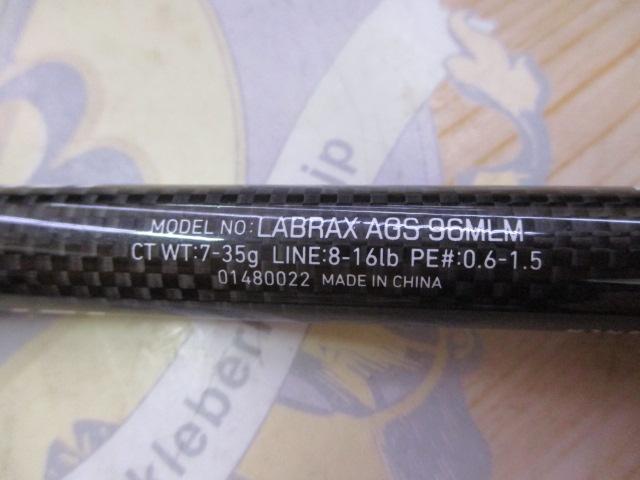 MODEL NO:LABRAX AGS 96MLM
CT WT:7-35g LINE:8-16lb PE#:0.6-1.5
01480022 MADE IN CHINA